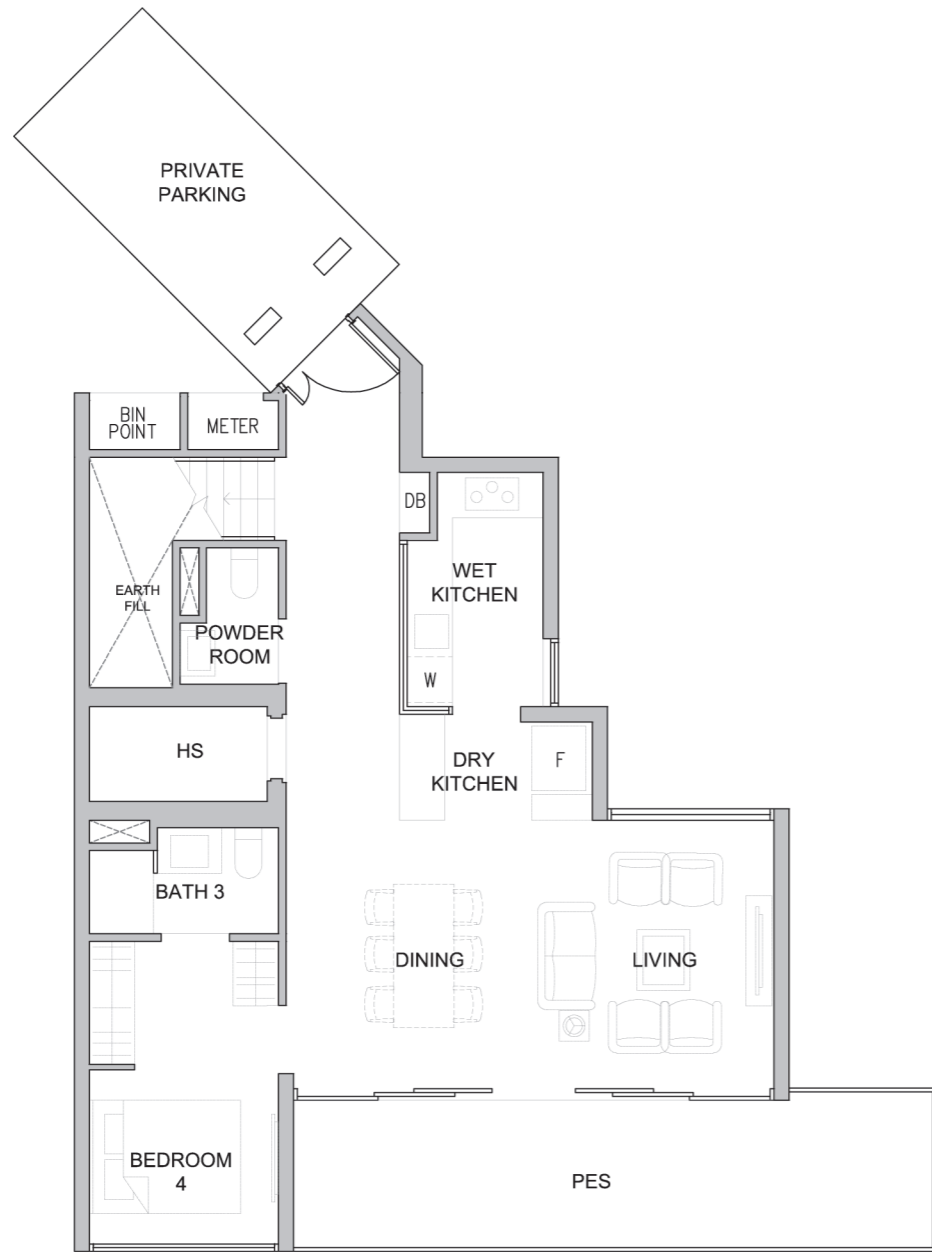 PRIVATE
PARKING
BIN
POINT
METER
DB
WET
KITCHEN
EARTH
FILL
POWDER
ROOM
W
HS
DRY
KITCHEN
F
BATH 3
DINING
LIVING
BEDROOM
4
PES